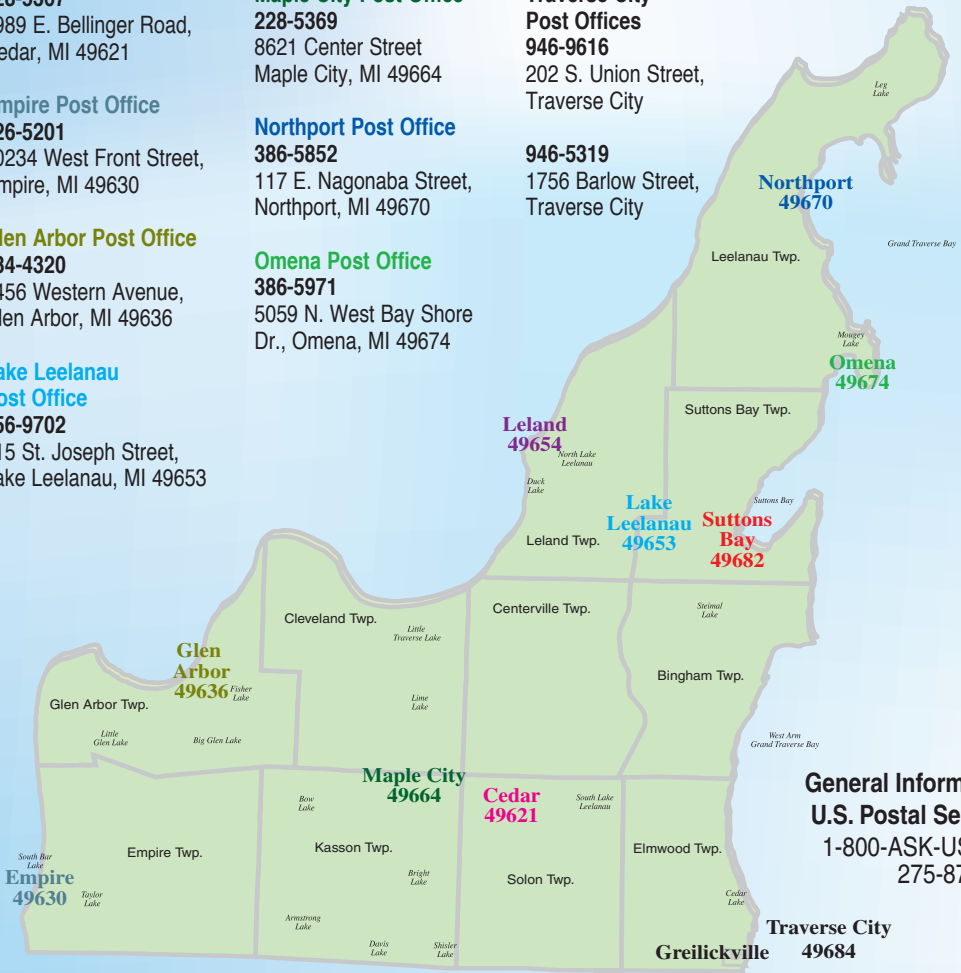 989 E. Bellinger Road,
edar, MI 49621
mpire Post Office
26-5201
0234 West Front Street,
mpire, MI 49630
len Arbor Post Office
34-4320
456 Western Avenue,
len Arbor, MI 49636
ake Leelanau
ost Office
56-9702
15 St. Joseph Street,
ake Leelanau, MI 49653
Maple City Post Office
228-5369
8621 Center Street
Maple City, MI 49664
Northport Post Office
386-5852
117 E. Nagonaba Street,
Northport, MI 49670
Omena Post Office
386-5971
5059 N. West Bay Shore
Dr., Omena, MI 49674
Traverse City
Post Offices
946-9616
202 S. Union Street,
Traverse City
946-5319
1756 Barlow Street,
Traverse City
Leg
Lake
Northport
49670
Grand Traverse Bay
Leelanau Twp.
Mougey
Lake
Omena
49674
Suttons Bay Twp.
Leland
49654
North Lake
Leelanau
Duck
Lake
Suttons Bay
Lake
Leelanau
49653
Suttons
Bay
49682
Leland Twp.
Cleveland Twp.
Little
Traverse Lake
Centerville Twp.
Steimal
Lake
Glen
Arbor
49636
Fisher
Lake
Bingham Twp.
Glen Arbor Twp.
Lime
Lake
Little
Glen Lake
Big Glen Lake
West Arm
Grand Traverse Bay
Maple City
49664
Cedar
49621
Bow
Lake
South Lake
Leelanau
General Inform
U.S. Postal Se
1-800-ASK-US
275-87
Empire Twp.
Kasson Twp.
Elmwood Twp.
South Bar
Lake
Empire
49630
Taylor
Lake
Bright
Lake
Solon Twp.
Cedar
Lake
Armstrong
Lake
Davis
Lake
Shisler
Lake
Traverse City
49684
Greilickville